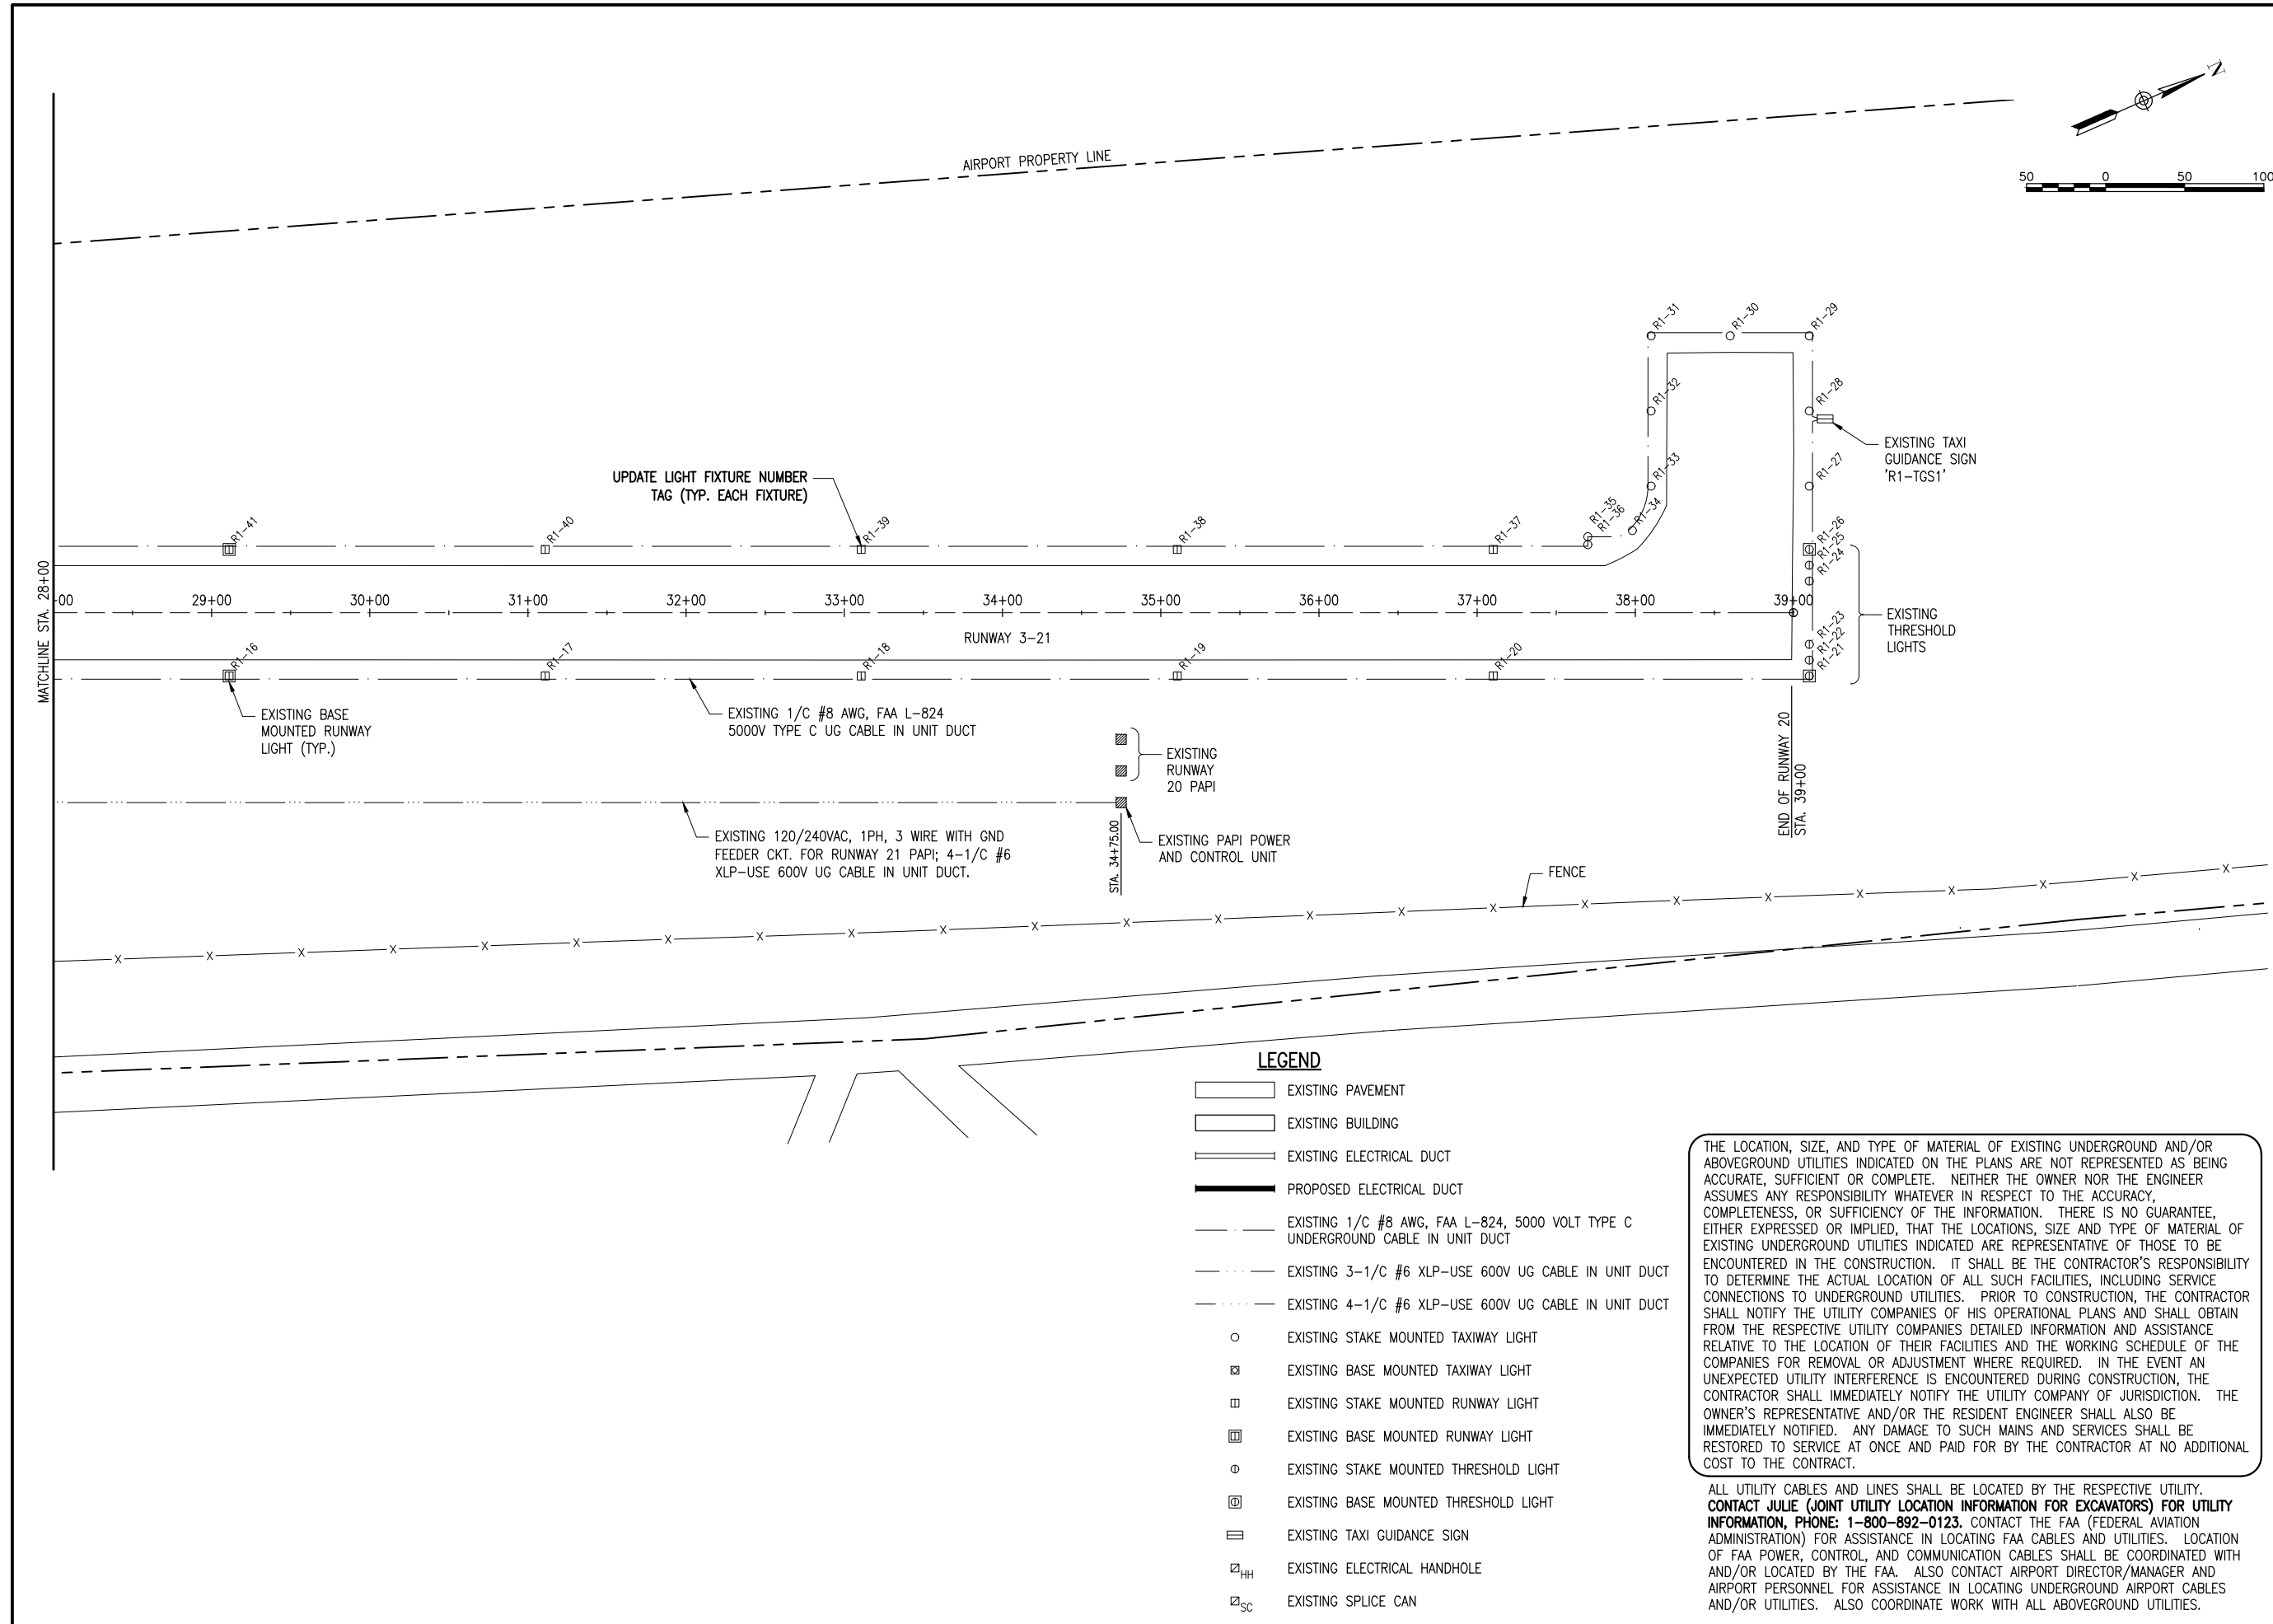 N
50 0 50 100
AIRPORT PROPERTY LINE
R1-31
R1-30
R1-29
R1-32
R1-28
EXISTING TAXI
GUIDANCE SIGN
'R1-TGS1'
R1-33
R1-27
UPDATE LIGHT FIXTURE NUMBER
TAG (TYP. EACH FIXTURE)
R1-41
R1-40
R1-39
R1-38
R1-37
R1-35
R1-36
R1-34
R1-26
R1-25
R1-24
MATCHLINE STA. 28+00
00 29+00 30+00 31+00 32+00 33+00 34+00 35+00 36+00 37+00 38+00 39+00
EXISTING
THRESHOLD
LIGHTS
RUNWAY 3-21
R1-23
R1-22
R1-21
R1-16
R1-17
R1-18
R1-19
R1-20
EXISTING BASE
MOUNTED RUNWAY
LIGHT (TYP.)
EXISTING 1/C #8 AWG, FAA L-824
5000V TYPE C UG CABLE IN UNIT DUCT
EXISTING
RUNWAY
20 PAPI
END OF RUNWAY 20
STA. 39+00
EXISTING 120/240VAC, 1PH, 3 WIRE WITH GND
FEEDER CKT. FOR RUNWAY 21 PAPI; 4-1/C #6
XLP-USE 600V UG CABLE IN UNIT DUCT.
STA. 34+75.00
EXISTING PAPI POWER
AND CONTROL UNIT
FENCE
X X X X X X X X X X X X X X X X X X X X X X X X
LEGEND
EXISTING PAVEMENT
EXISTING BUILDING
EXISTING ELECTRICAL DUCT
PROPOSED ELECTRICAL DUCT
EXISTING 1/C #8 AWG, FAA L-824, 5000 VOLT TYPE C
UNDERGROUND CABLE IN UNIT DUCT
EXISTING 3-1/C #6 XLP-USE 600V UG CABLE IN UNIT DUCT
EXISTING 4-1/C #6 XLP-USE 600V UG CABLE IN UNIT DUCT
EXISTING STAKE MOUNTED TAXIWAY LIGHT
EXISTING BASE MOUNTED TAXIWAY LIGHT
EXISTING STAKE MOUNTED RUNWAY LIGHT
EXISTING BASE MOUNTED RUNWAY LIGHT
EXISTING STAKE MOUNTED THRESHOLD LIGHT
EXISTING BASE MOUNTED THRESHOLD LIGHT
EXISTING TAXI GUIDANCE SIGN
HH EXISTING ELECTRICAL HANDHOLE
SC EXISTING SPLICE CAN
THE LOCATION, SIZE, AND TYPE OF MATERIAL OF EXISTING UNDERGROUND AND/OR
ABOVEGROUND UTILITIES INDICATED ON THE PLANS ARE NOT REPRESENTED AS BEING
ACCURATE, SUFFICIENT OR COMPLETE. NEITHER THE OWNER NOR THE ENGINEER
ASSUMES ANY RESPONSIBILITY WHATEVER IN RESPECT TO THE ACCURACY,
COMPLETENESS, OR SUFFICIENCY OF THE INFORMATION. THERE IS NO GUARANTEE,
EITHER EXPRESSED OR IMPLIED, THAT THE LOCATIONS, SIZE AND TYPE OF MATERIAL OF
EXISTING UNDERGROUND UTILITIES INDICATED ARE REPRESENTATIVE OF THOSE TO BE
ENCOUNTERED IN THE CONSTRUCTION. IT SHALL BE THE CONTRACTOR'S RESPONSIBILITY
TO DETERMINE THE ACTUAL LOCATION OF ALL SUCH FACILITIES, INCLUDING SERVICE
CONNECTIONS TO UNDERGROUND UTILITIES. PRIOR TO CONSTRUCTION, THE CONTRACTOR
SHALL NOTIFY THE UTILITY COMPANIES OF HIS OPERATIONAL PLANS AND SHALL OBTAIN
FROM THE RESPECTIVE UTILITY COMPANIES DETAILED INFORMATION AND ASSISTANCE
RELATIVE TO THE LOCATION OF THEIR FACILITIES AND THE WORKING SCHEDULE OF THE
COMPANIES FOR REMOVAL OR ADJUSTMENT WHERE REQUIRED. IN THE EVENT AN
UNEXPECTED UTILITY INTERFERENCE IS ENCOUNTERED DURING CONSTRUCTION, THE
CONTRACTOR SHALL IMMEDIATELY NOTIFY THE UTILITY COMPANY OF JURISDICTION. THE
OWNER'S REPRESENTATIVE AND/OR THE RESIDENT ENGINEER SHALL ALSO BE
IMMEDIATELY NOTIFIED. ANY DAMAGE TO SUCH MAINS AND SERVICES SHALL BE
RESTORED TO SERVICE AT ONCE AND PAID FOR BY THE CONTRACTOR AT NO ADDITIONAL
COST TO THE CONTRACT.
ALL UTILITY CABLES AND LINES SHALL BE LOCATED BY THE RESPECTIVE UTILITY.
CONTACT JULIE (JOINT UTILITY LOCATION INFORMATION FOR EXCAVATORS) FOR UTILITY
INFORMATION, PHONE: 1-800-892-0123. CONTACT THE FAA (FEDERAL AVIATION
ADMINISTRATION) FOR ASSISTANCE IN LOCATING FAA CABLES AND UTILITIES. LOCATION
OF FAA POWER, CONTROL, AND COMMUNICATION CABLES SHALL BE COORDINATED WITH
AND/OR LOCATED BY THE FAA. ALSO CONTACT AIRPORT DIRECTOR/MANAGER AND
AIRPORT PERSONNEL FOR ASSISTANCE IN LOCATING UNDERGROUND AIRPORT CABLES
AND/OR UTILITIES. ALSO COORDINATE WORK WITH ALL ABOVEGROUND UTILITIES.